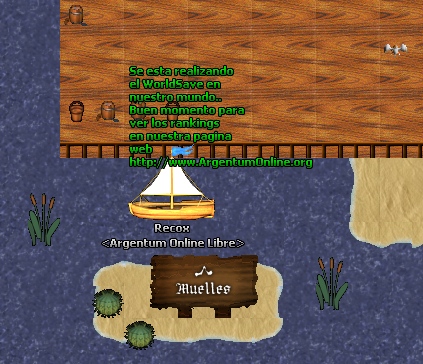 Se esta realizando
el WorldSave en
nuestro mundo..
Buen momento para
ver los rankings
en nuestra pagina
web
http://www.ArgentumOnline.org
Recox
<Argentum Online Libre>
Muelles